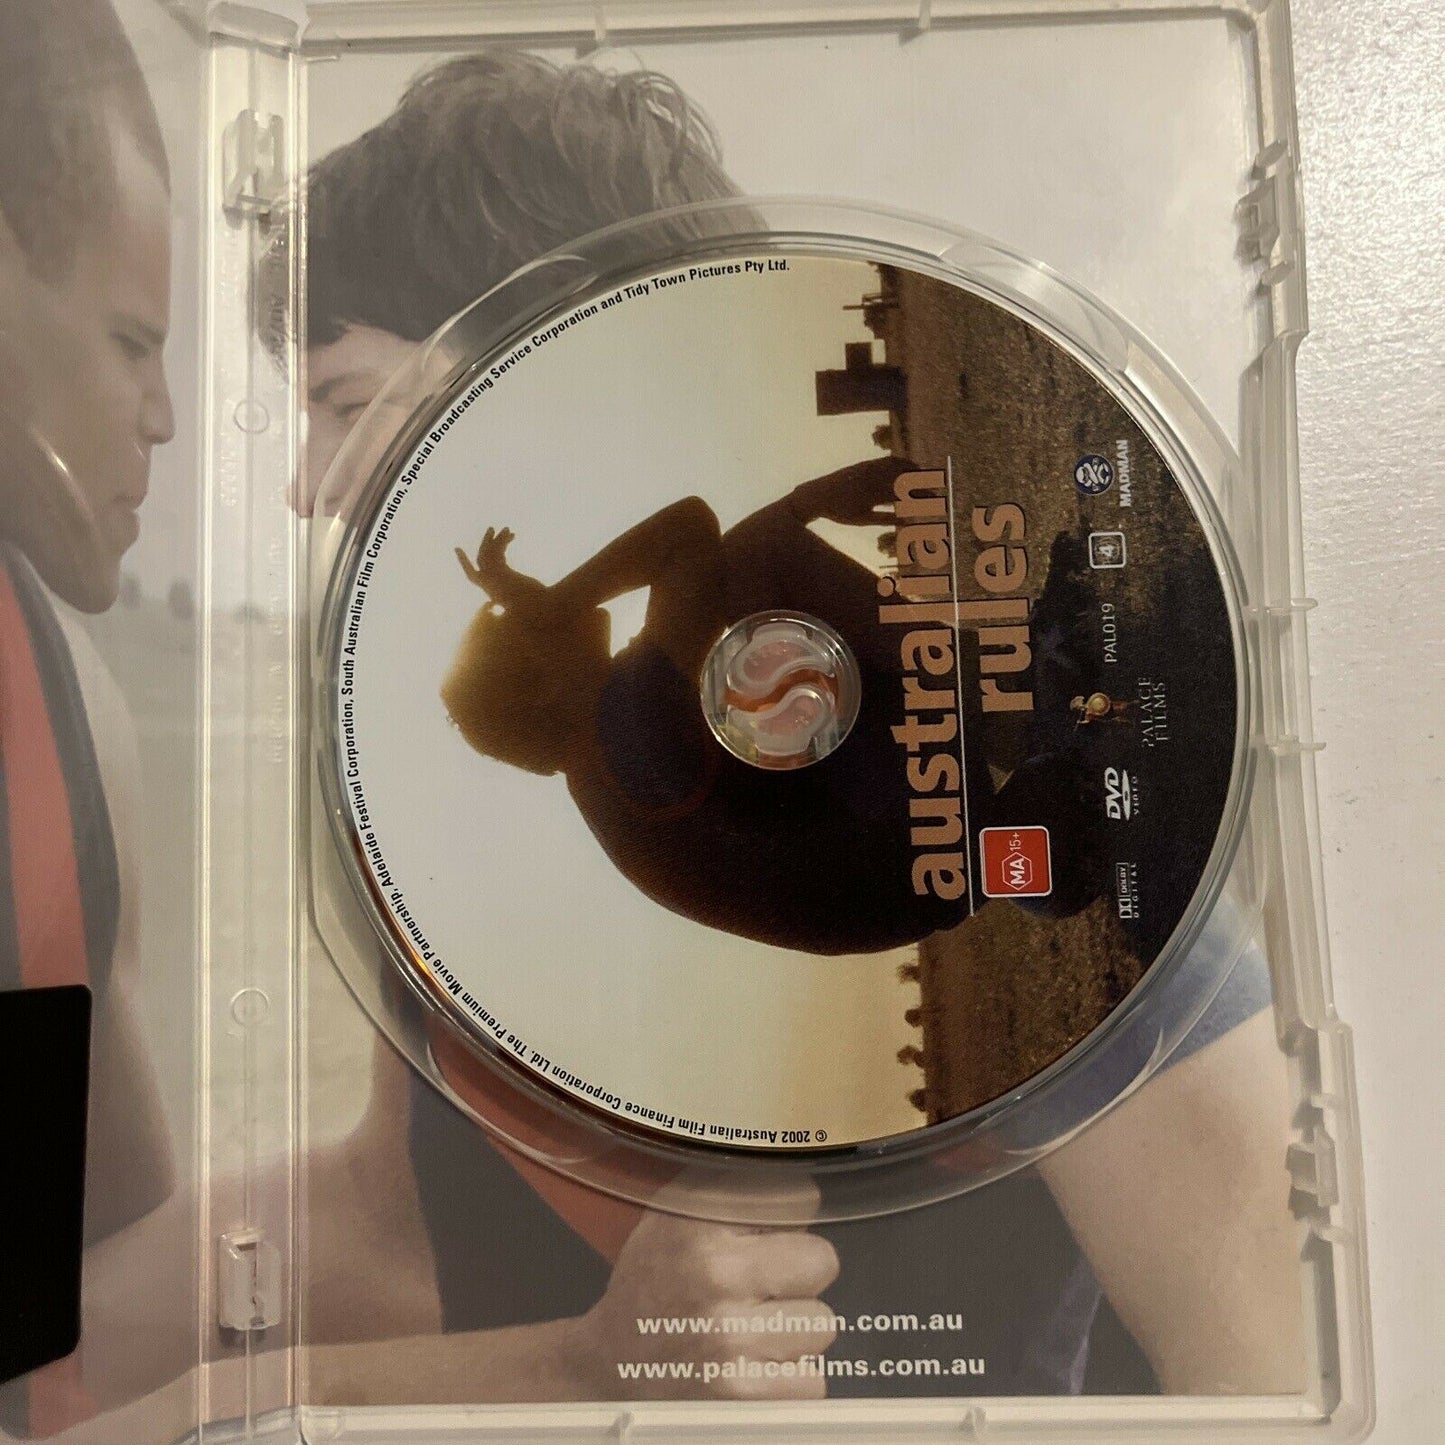 © 2002 Australian Film Finance Corporation Ltd. The Premium Movie Partnership, Adelaide Festival Corporation, South Australian Film Corporation, Special Broadcasting Service Corporation and Tidy Town Pictures Pty Ltd.
australian
rules
MA 15+
DOLBY
DIGITAL
DVD
VIDEO
PALACE
FILMS
PAL019
4
MADMAN
www.madman.com.au
www.palacefilms.com.au